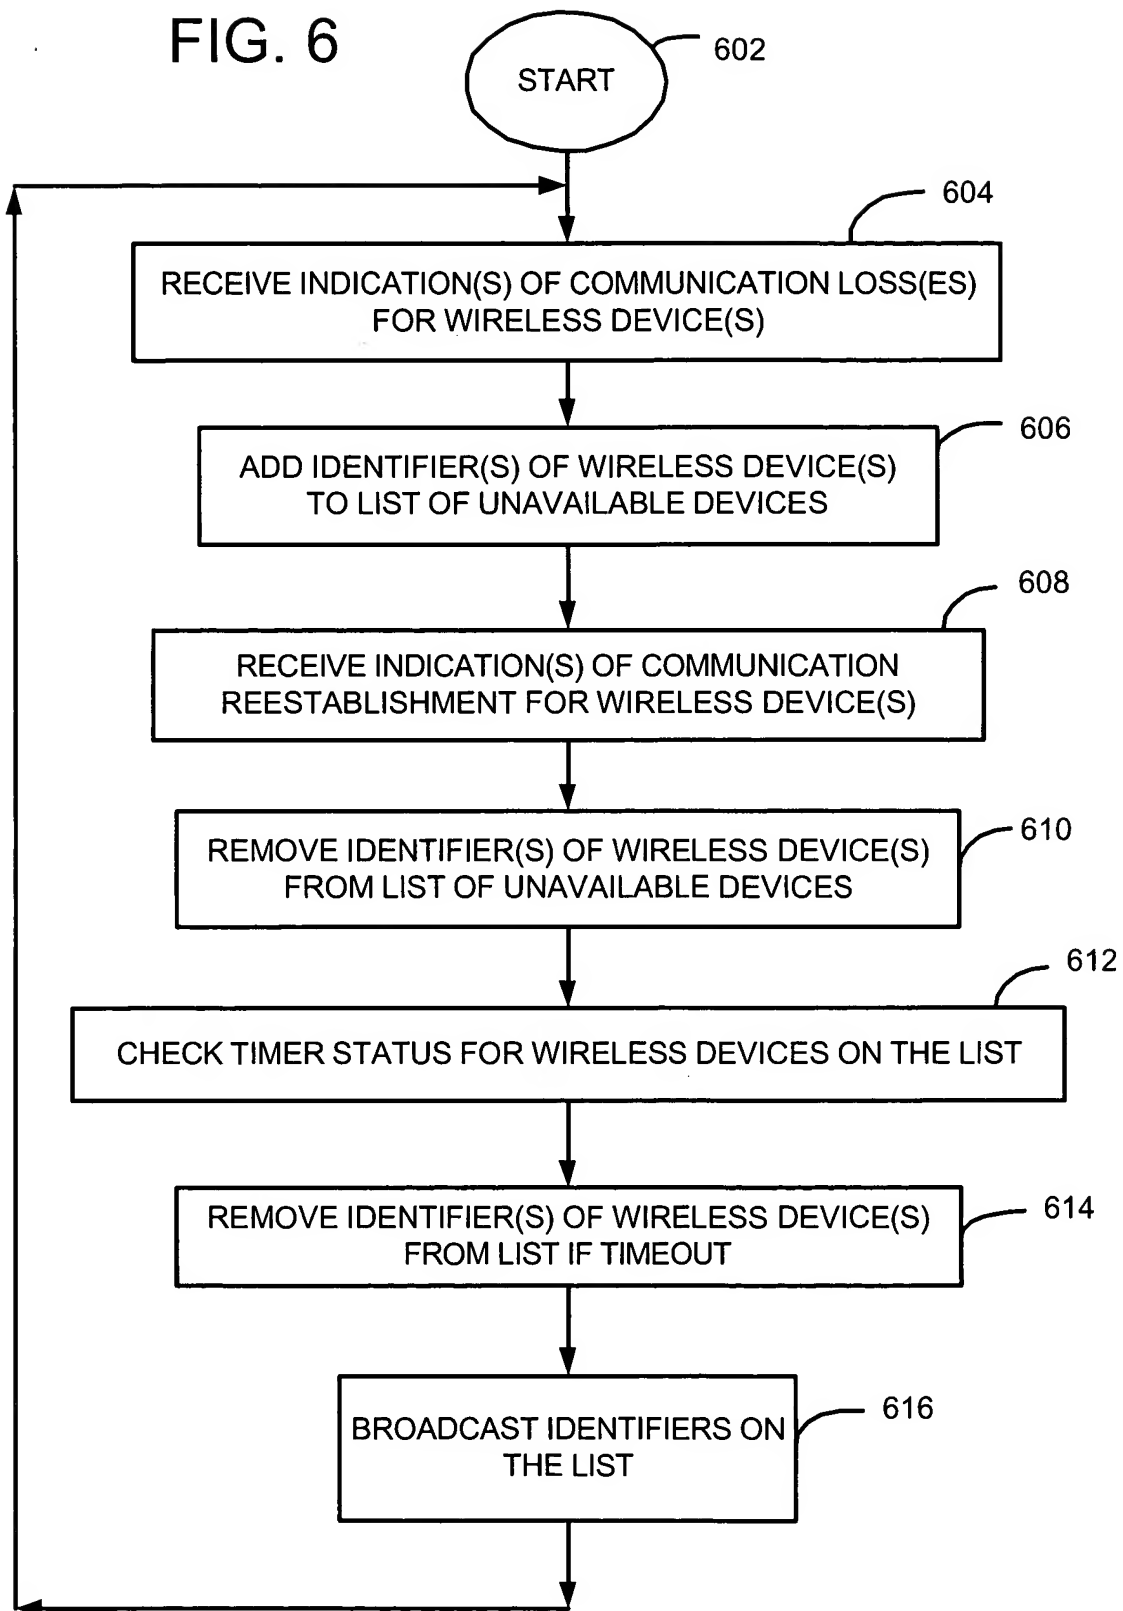 FIG. 6
START
602
604
RECEIVE INDICATION(S) OF COMMUNICATION LOSS(ES)
FOR WIRELESS DEVICE(S)
606
ADD IDENTIFIER(S) OF WIRELESS DEVICE(S)
TO LIST OF UNAVAILABLE DEVICES
608
RECEIVE INDICATION(S) OF COMMUNICATION
REESTABLISHMENT FOR WIRELESS DEVICE(S)
610
REMOVE IDENTIFIER(S) OF WIRELESS DEVICE(S)
FROM LIST OF UNAVAILABLE DEVICES
612
CHECK TIMER STATUS FOR WIRELESS DEVICES ON THE LIST
614
REMOVE IDENTIFIER(S) OF WIRELESS DEVICE(S)
FROM LIST IF TIMEOUT
616
BROADCAST IDENTIFIERS ON
THE LIST